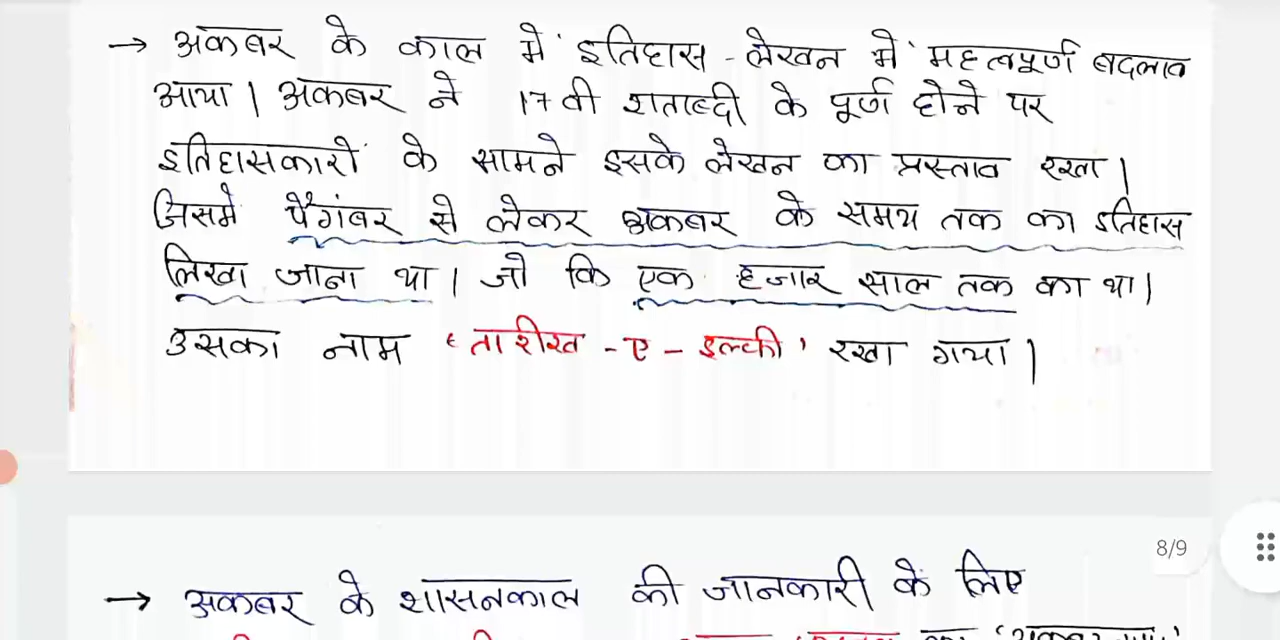 → अकबर के काल में इतिहास - लेखन में महत्वपूर्ण बदलाव
आया। अकबर ने 17 वी शताब्दी के पूर्ण होने पर
इतिहासकारों के सामने इसके लेखन का प्रस्ताव रखा।
जिसमे पैगंबर से लेकर अकबर के समय तक का इतिहास
लिखा जाना था। जो कि एक हजार साल तक का था।
उसका नाम ' तारीख - ए - इल्फी ' रखा गया।
8/9
→ अकबर के शासनकाल की जानकारी के लिए